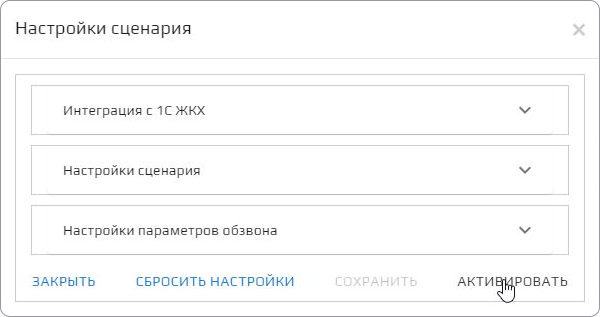 Настройки сценария
Интеграция с 1С ЖКХ
Настройки сценария
Настройки параметров обзвона
ЗАКРЫТЬ СБРОСИТЬ НАСТРОЙКИ СОХРАНИТЬ АКТИВИРОВАТЬ